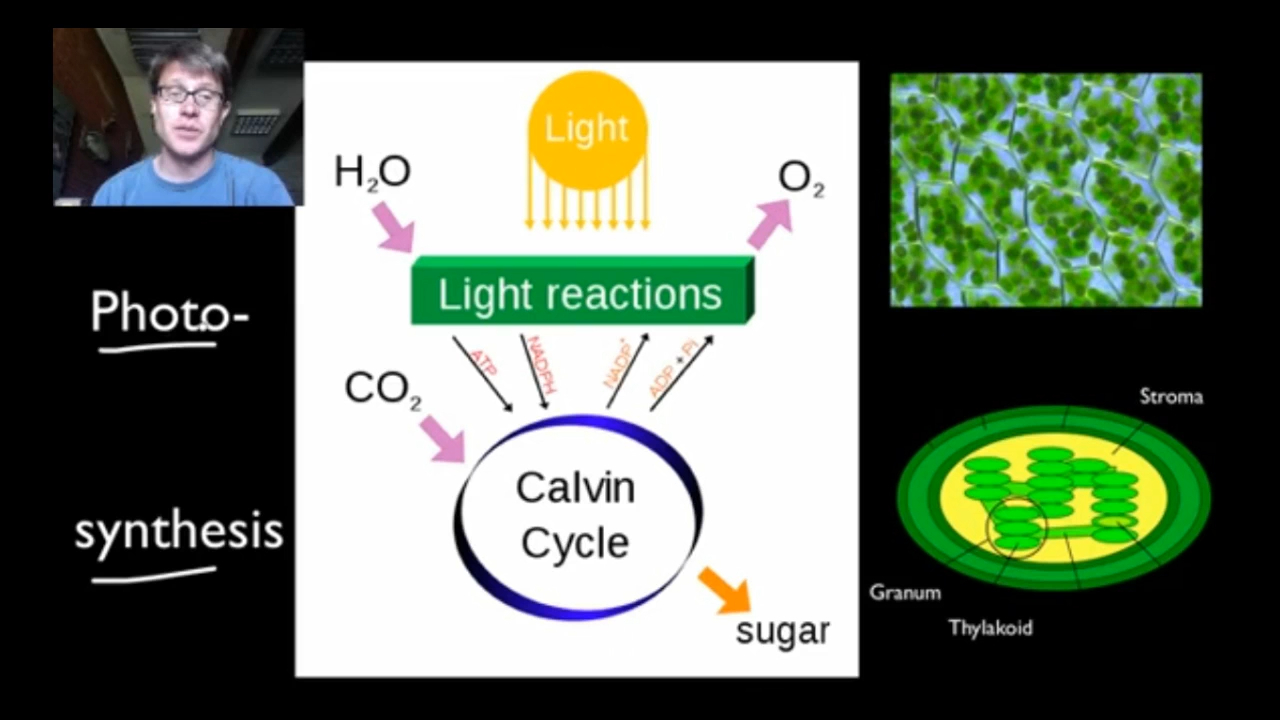 Light
H₂O
O₂
Photo-
Light reactions
ATP
NADPH
NADP⁺
ADP + Pi
CO₂
synthesis
Calvin
Cycle
sugar
Stroma
Granum
Thylakoid